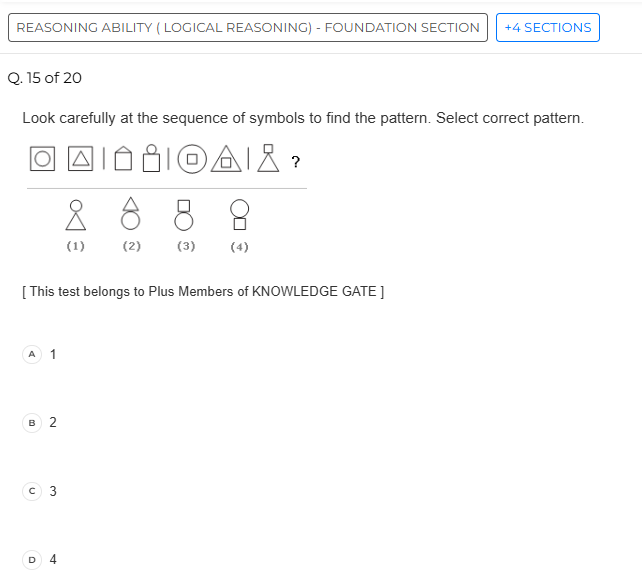 REASONING ABILITY ( LOGICAL REASONING) - FOUNDATION SECTION
+4 SECTIONS
Q. 15 of 20
Look carefully at the sequence of symbols to find the pattern. Select correct pattern.
?
(1) (2) (3) (4)
[ This test belongs to Plus Members of KNOWLEDGE GATE ]
A 1
B 2
C 3
D 4